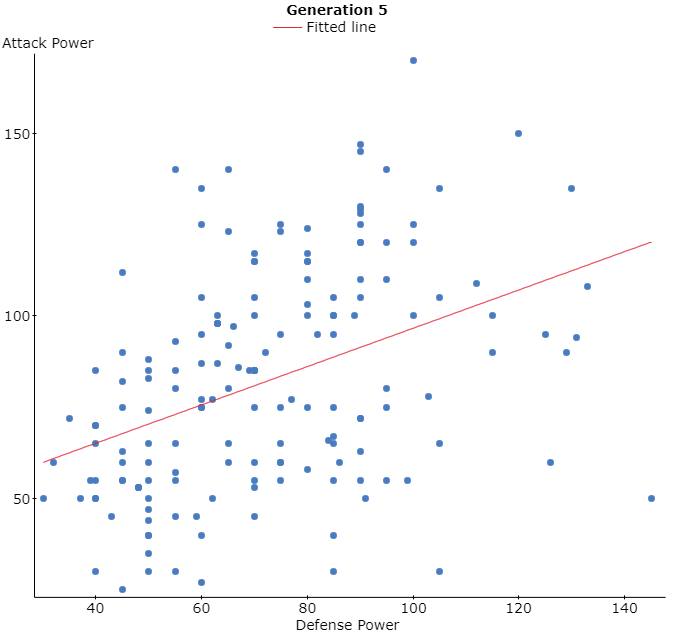 Generation 5
Fitted line
Attack Power
150
100
50
40 60 80 100 120 140
Defense Power